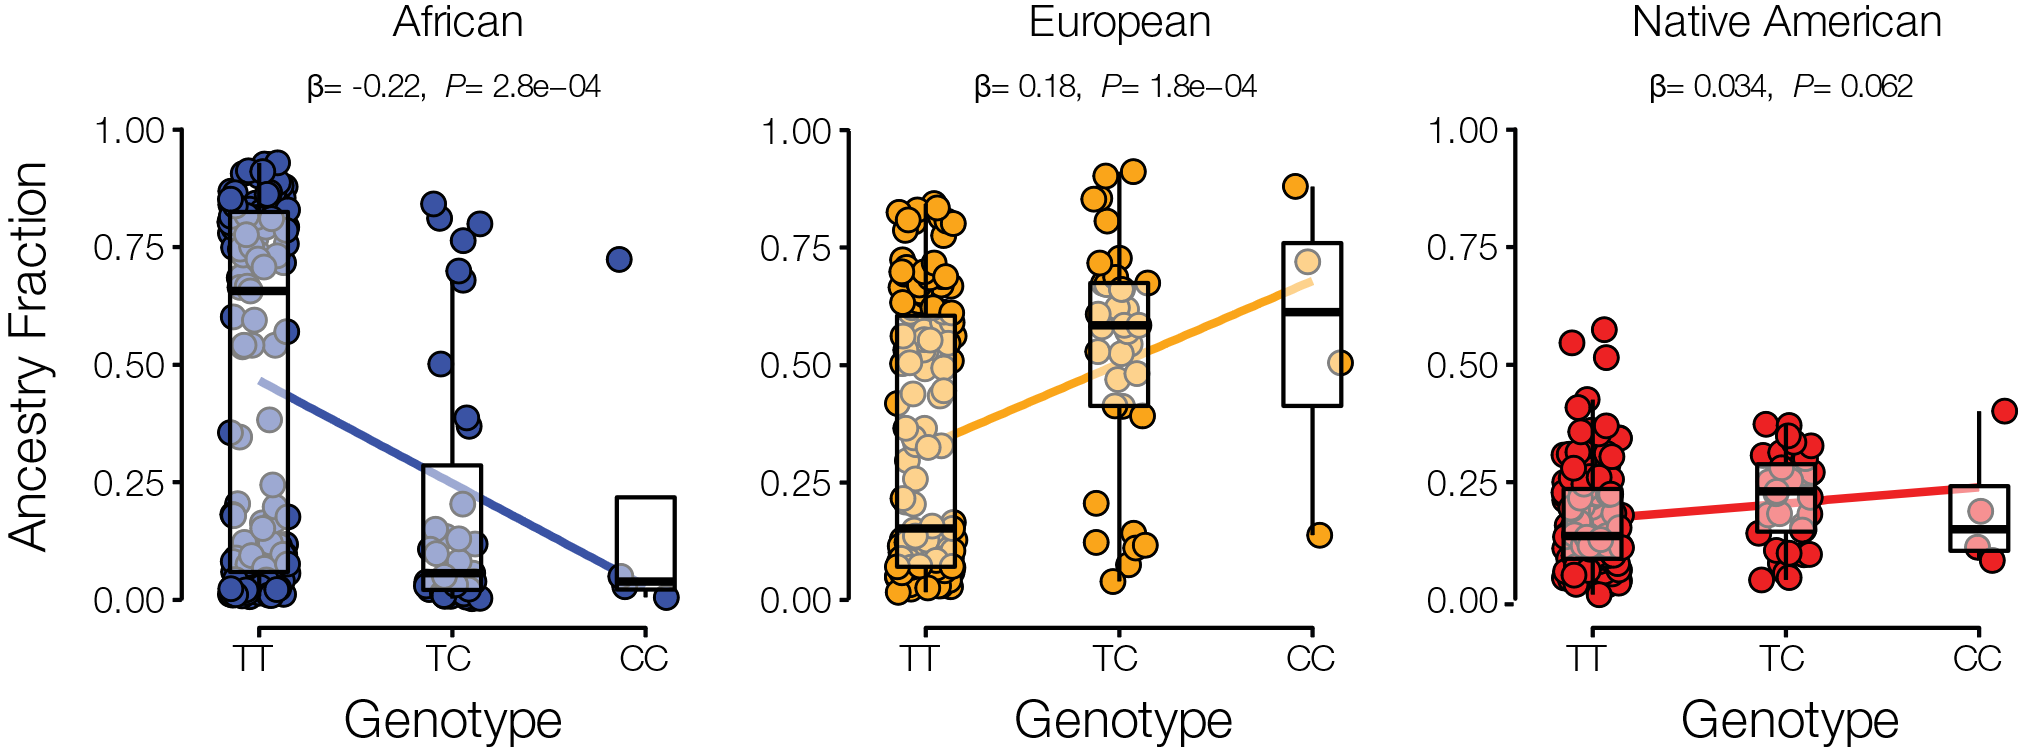 African
β= -0.22, P= 2.8e−04
Ancestry Fraction
1.00
0.75
0.50
0.25
0.00
TT TC CC
Genotype
European
β= 0.18, P= 1.8e−04
1.00
0.75
0.50
0.25
0.00
TT TC CC
Genotype
Native American
β= 0.034, P= 0.062
1.00
0.75
0.50
0.25
0.00
TT TC CC
Genotype